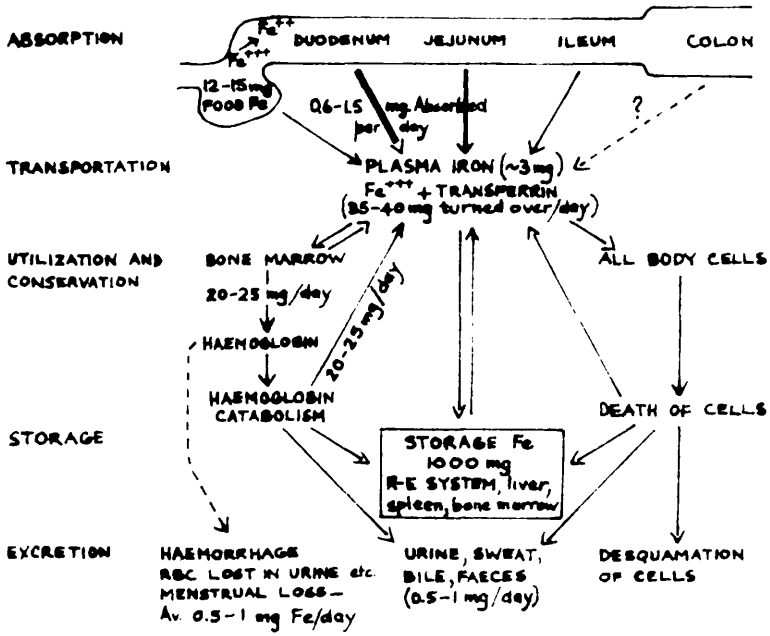 ABSORPTION
Fe⁺⁺
Fe⁺⁺⁺
DUODENUM
JEJUNUM
ILEUM
COLON
12-15 mg
FOOD Fe
0.6-1.5 mg. Absorbed
per day
?
TRANSPORTATION
PLASMA IRON (~3mg)
Fe⁺⁺⁺ + TRANSFERRIN
(35-40 mg turned over/day)
UTILIZATION AND
CONSERVATION
BONE MARROW
ALL BODY CELLS
20-25 mg/day
20-25 mg/day
HAEMOGLOBIN
HAEMOGLOBIN
CATABOLISM
DEATH OF CELLS
STORAGE
STORAGE Fe
1000 mg
R-E SYSTEM, liver,
spleen, bone marrow
EXCRETION
HAEMORRHAGE
RBC LOST IN URINE etc.
MENSTRUAL LOSS—
Av. 0.5-1 mg Fe/day
URINE, SWEAT,
BILE, FAECES
(0.5-1 mg/day)
DESQUAMATION
OF CELLS